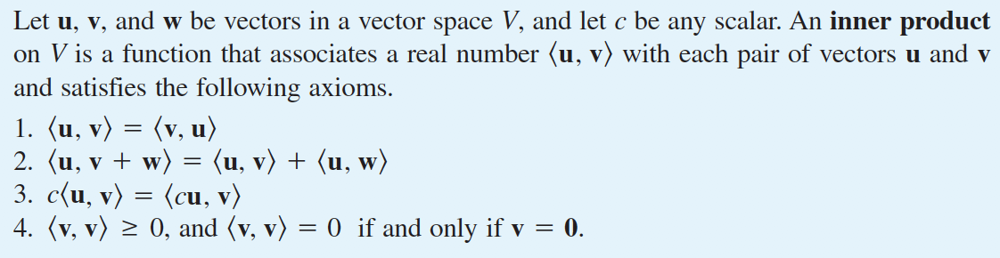 Let u, v, and w be vectors in a vector space V, and let c be any scalar. An inner product
on V is a function that associates a real number ⟨u, v⟩ with each pair of vectors u and v
and satisfies the following axioms.
1. ⟨u, v⟩ = ⟨v, u⟩
2. ⟨u, v + w⟩ = ⟨u, v⟩ + ⟨u, w⟩
3. c⟨u, v⟩ = ⟨cu, v⟩
4. ⟨v, v⟩ ≥ 0, and ⟨v, v⟩ = 0 if and only if v = 0.